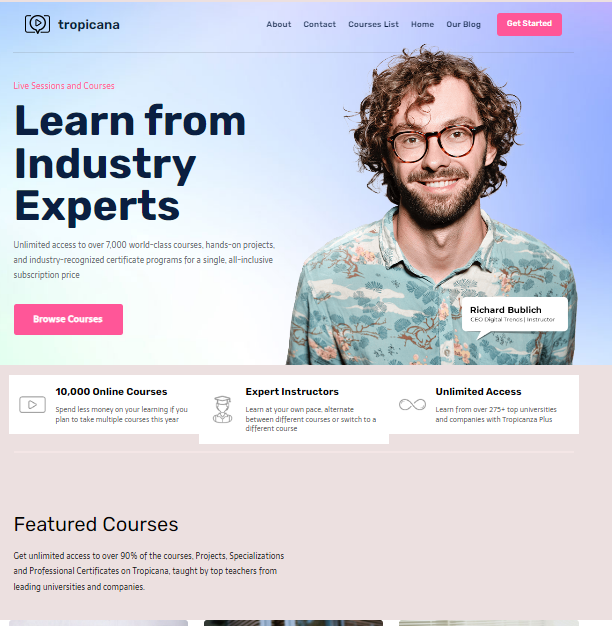 tropicana
About Contact Courses List Home Our Blog Get Started
Live Sessions and Courses
Learn from
Industry
Experts
Unlimited access to over 7,000 world-class courses, hands-on projects,
and industry-recognized certificate programs for a single, all-inclusive
subscription price
Browse Courses
Richard Bublich
CEO Digital Trends | Instructor
10,000 Online Courses
Spend less money on your learning if you
plan to take multiple courses this year
Expert Instructors
Learn at your own pace, alternate
between different courses or switch to a
different course
Unlimited Access
Learn from over 275+ top universities
and companies with Tropicanza Plus
Featured Courses
Get unlimited access to over 90% of the courses, Projects, Specializations
and Professional Certificates on Tropicana, taught by top teachers from
leading universities and companies.